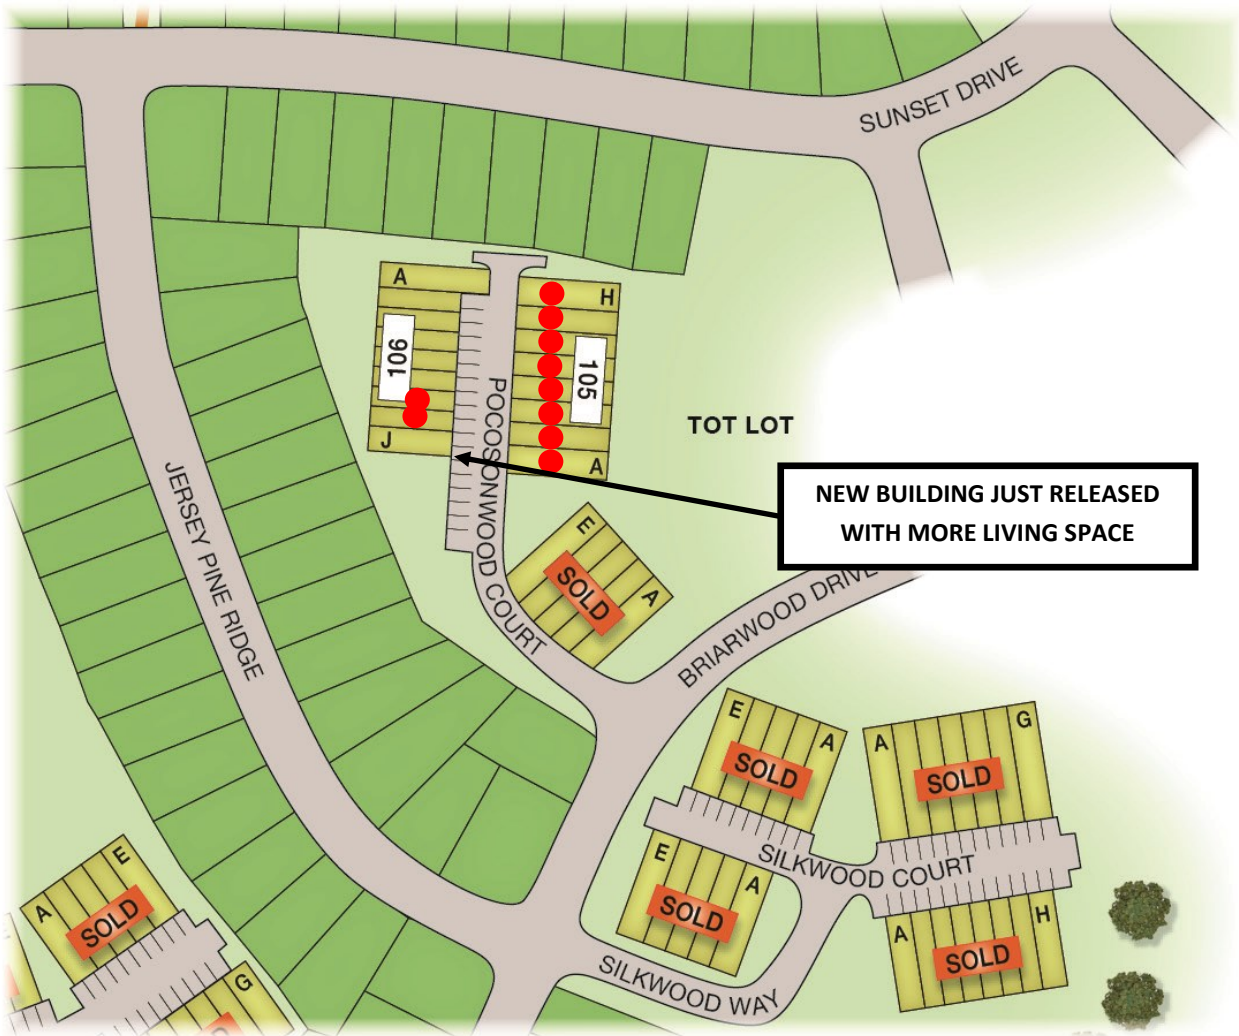 SUNSET DRIVE
A
H
106
105
J
A
POCOSONWOOD COURT
TOT LOT
NEW BUILDING JUST RELEASED
WITH MORE LIVING SPACE
JERSEY PINE RIDGE
E
A
SOLD
BRIARWOOD DRIVE
E
A
SOLD
A
G
SOLD
SILKWOOD COURT
E
A
SOLD
A
H
SOLD
SILKWOOD WAY
E
A
SOLD
G